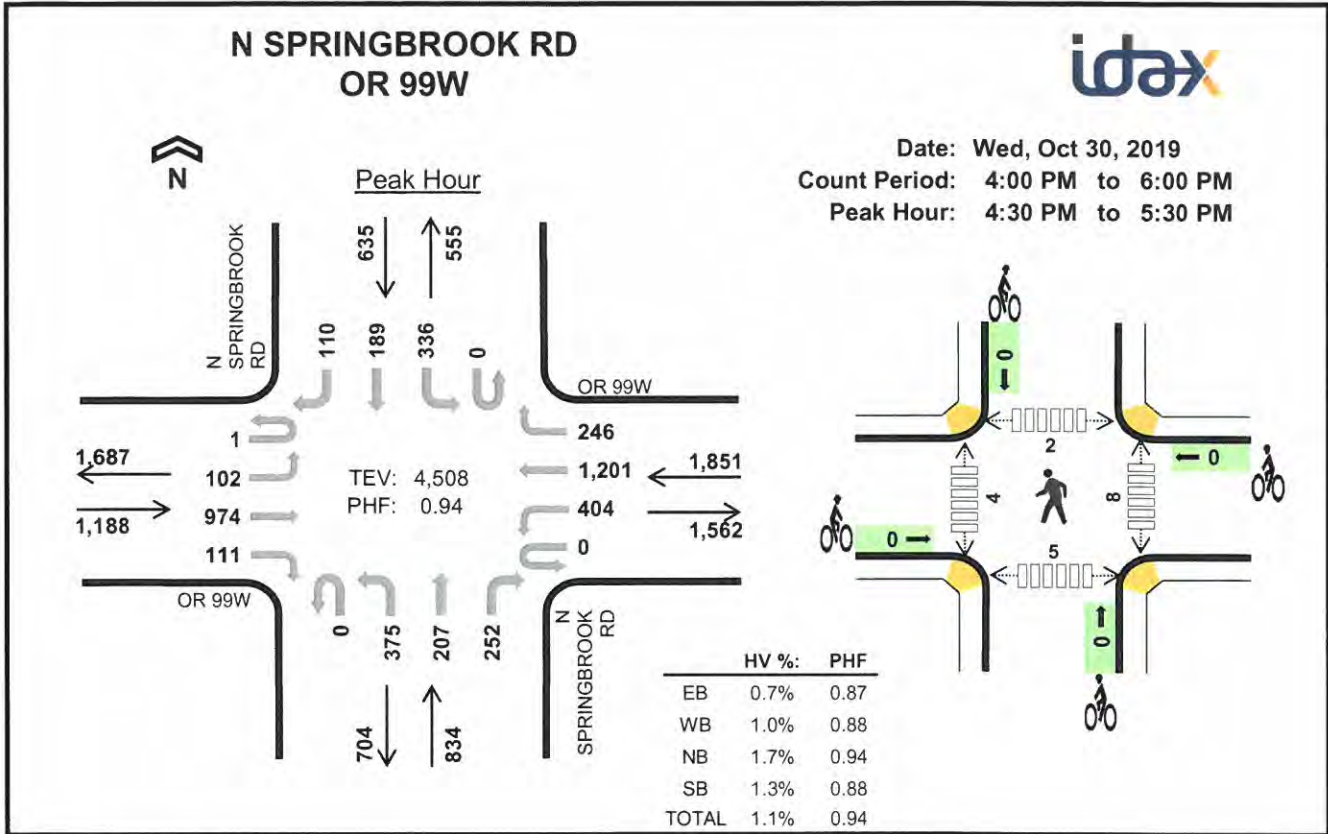 N SPRINGBROOK RD
OR 99W
idax
N
Peak Hour
Date: Wed, Oct 30, 2019
Count Period: 4:00 PM to 6:00 PM
Peak Hour: 4:30 PM to 5:30 PM
635
555
N
SPRINGBROOK
RD
110
189
336
0
OR 99W
1
102
974
111
1,687
1,188
TEV: 4,508
PHF: 0.94
246
1,201
404
0
1,851
1,562
OR 99W
0
375
207
252
N
SPRINGBROOK
RD
704
834
0
2
0
4
8
0
5
0
HV %: PHF
EB 0.7% 0.87
WB 1.0% 0.88
NB 1.7% 0.94
SB 1.3% 0.88
TOTAL 1.1% 0.94